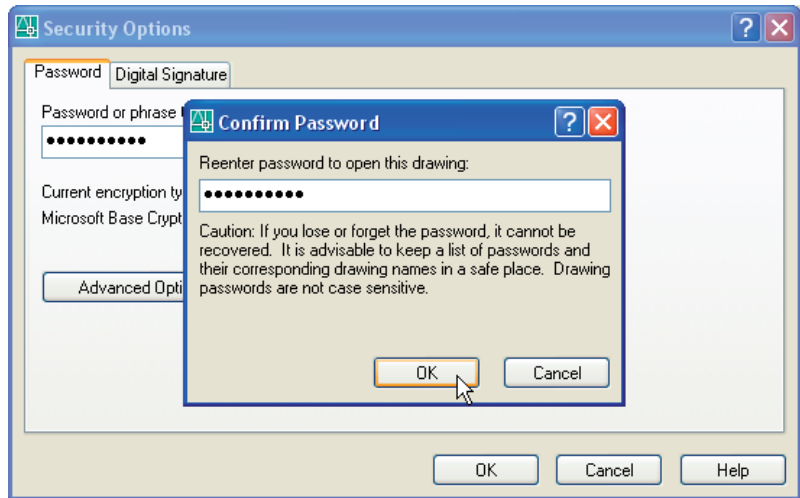 Security Options
Password Digital Signature
Password or phrase
••••••••••
Current encryption ty
Microsoft Base Crypt
Advanced Opti
Confirm Password
Reenter password to open this drawing:
••••••••••
Caution: If you lose or forget the password, it cannot be
recovered. It is advisable to keep a list of passwords and
their corresponding drawing names in a safe place. Drawing
passwords are not case sensitive.
OK Cancel
OK Cancel Help